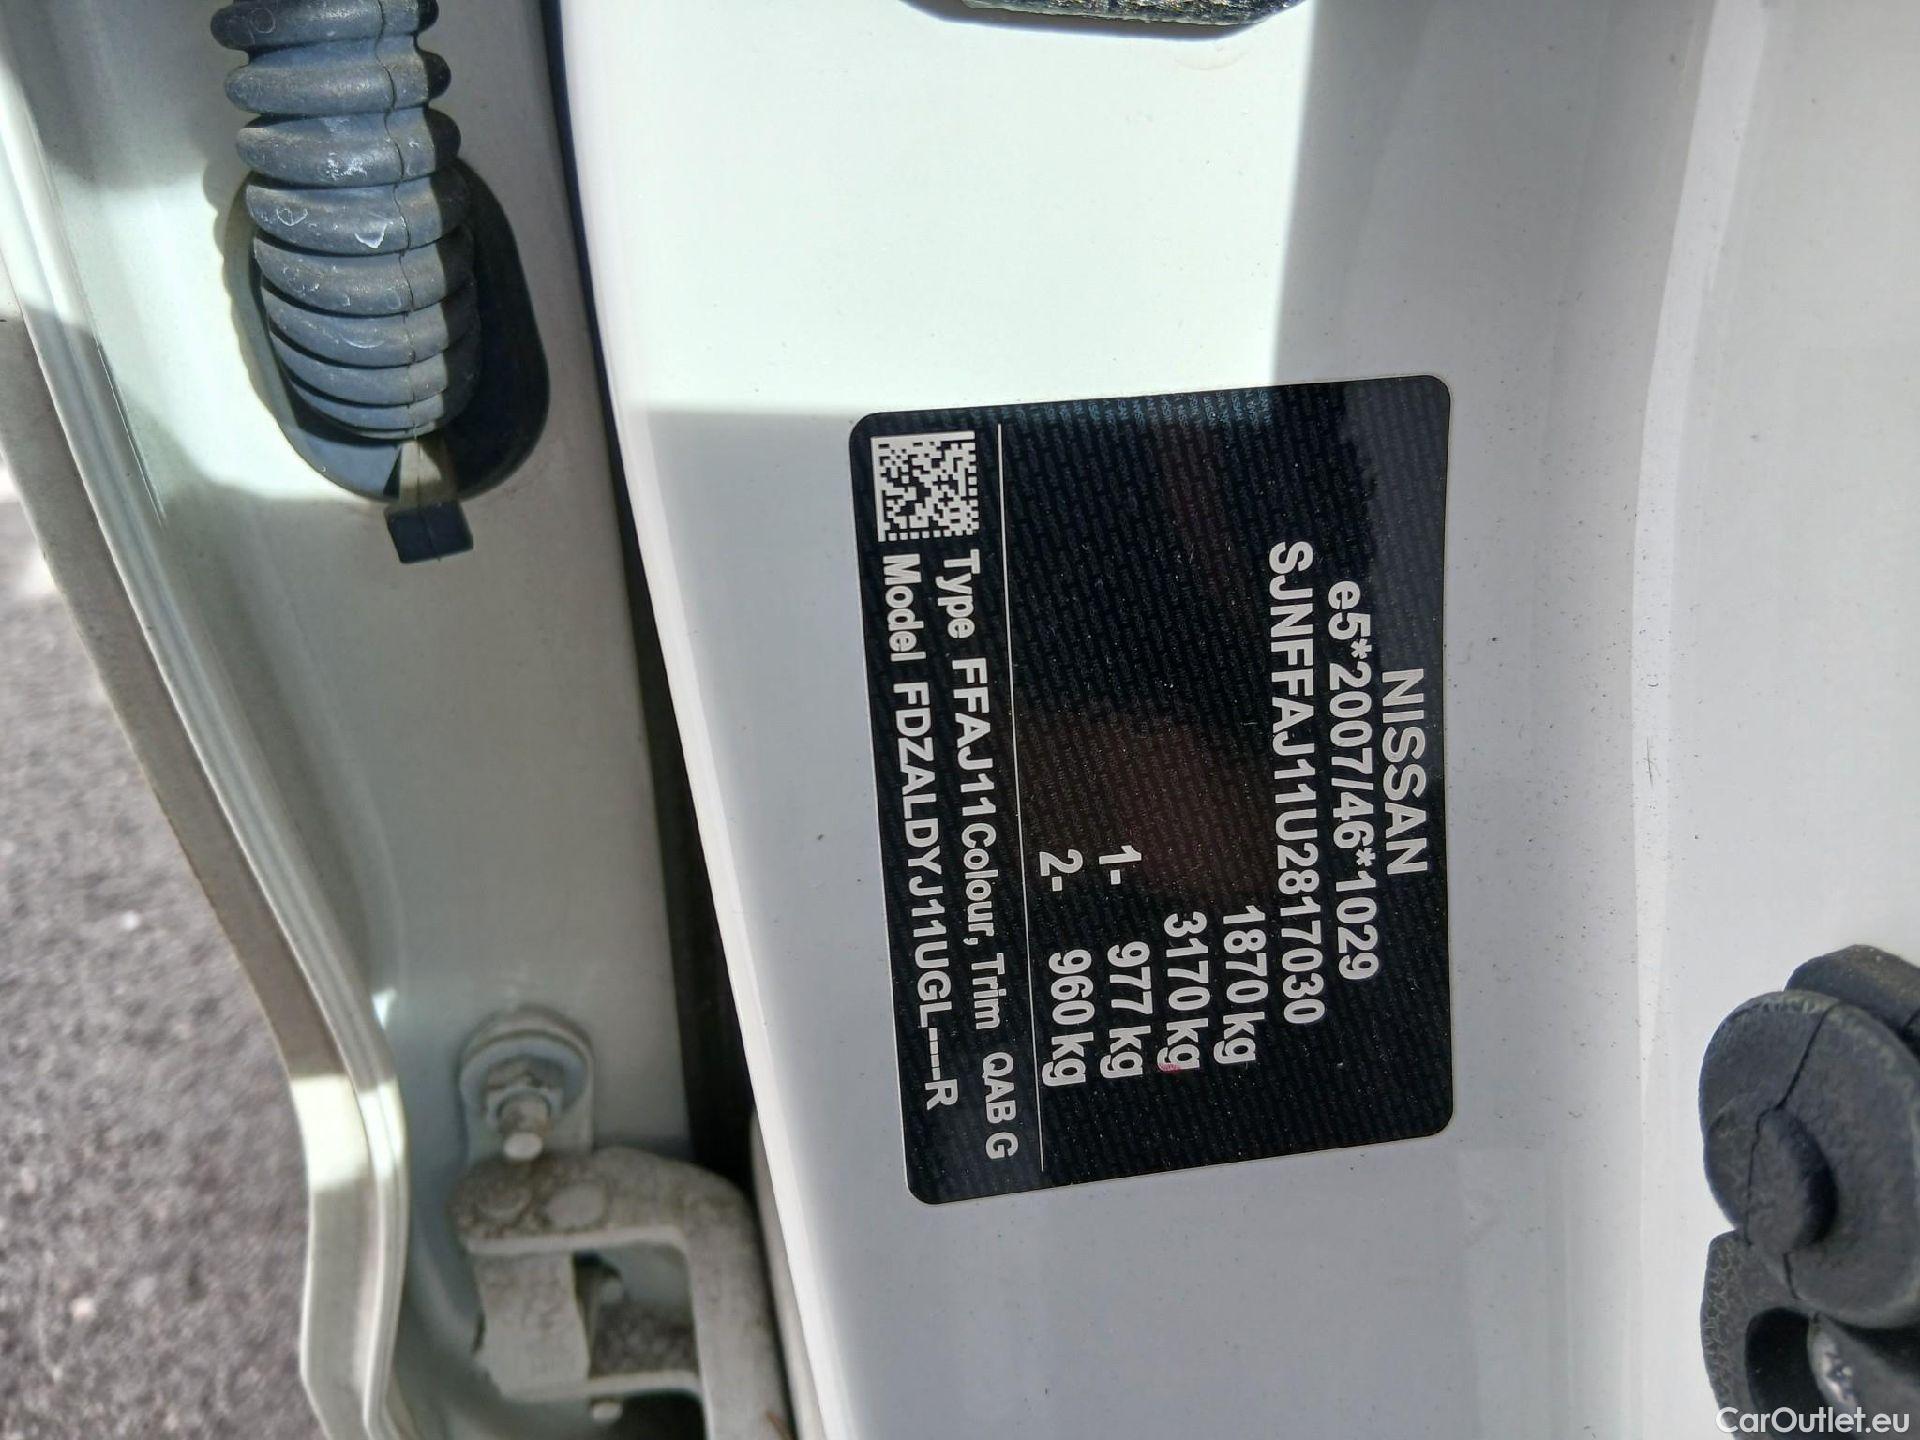 NISSAN
e5*2007/46*1029
SJNFFAJ11U2817030
1870 kg
3170 kg
1- 977 kg
2- 960 kg
Type FFAJ11 Colour, Trim QAB G
Model FDZALDYJ11UGL----R
CarOutlet.eu